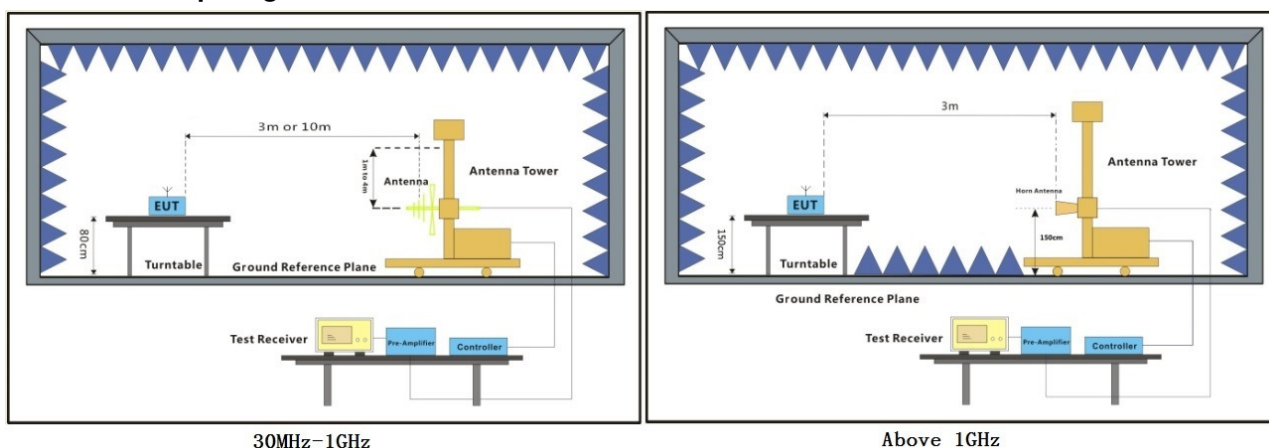 3m or 10m
1m to 4m
Antenna
Antenna Tower
EUT
80cm
Turntable
Ground Reference Plane
Test Receiver
Pre-Amplifier
Controller
30MHz-1GHz
3m
Antenna Tower
Horn Antenna
EUT
150cm
150cm
Turntable
Ground Reference Plane
Test Receiver
Pre-Amplifier
Controller
Above 1GHz